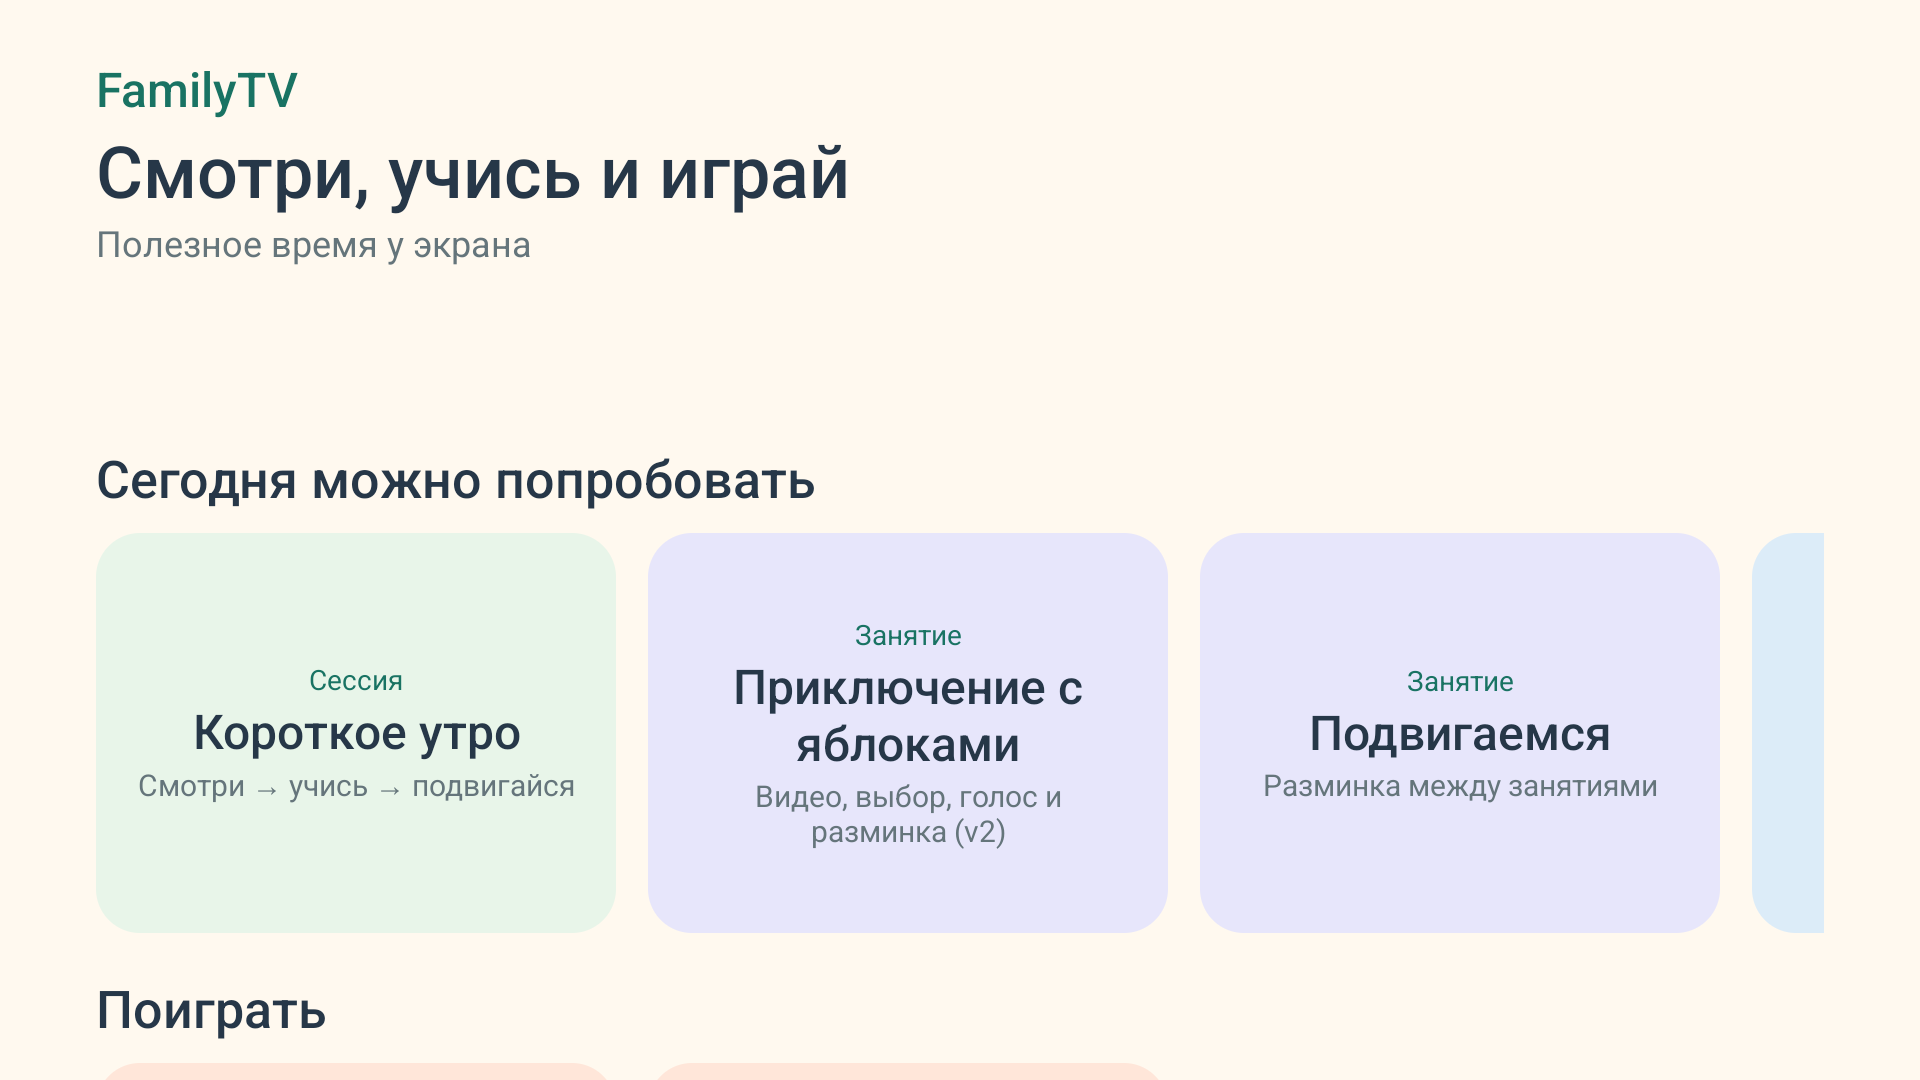 FamilyTV
Смотри, учись и играй
Полезное время у экрана
Сегодня можно попробовать
Сессия
Короткое утро
Смотри → учись → подвигайся
Занятие
Приключение с
яблоками
Видео, выбор, голос и
разминка (v2)
Занятие
Подвигаемся
Разминка между занятиями
Поиграть